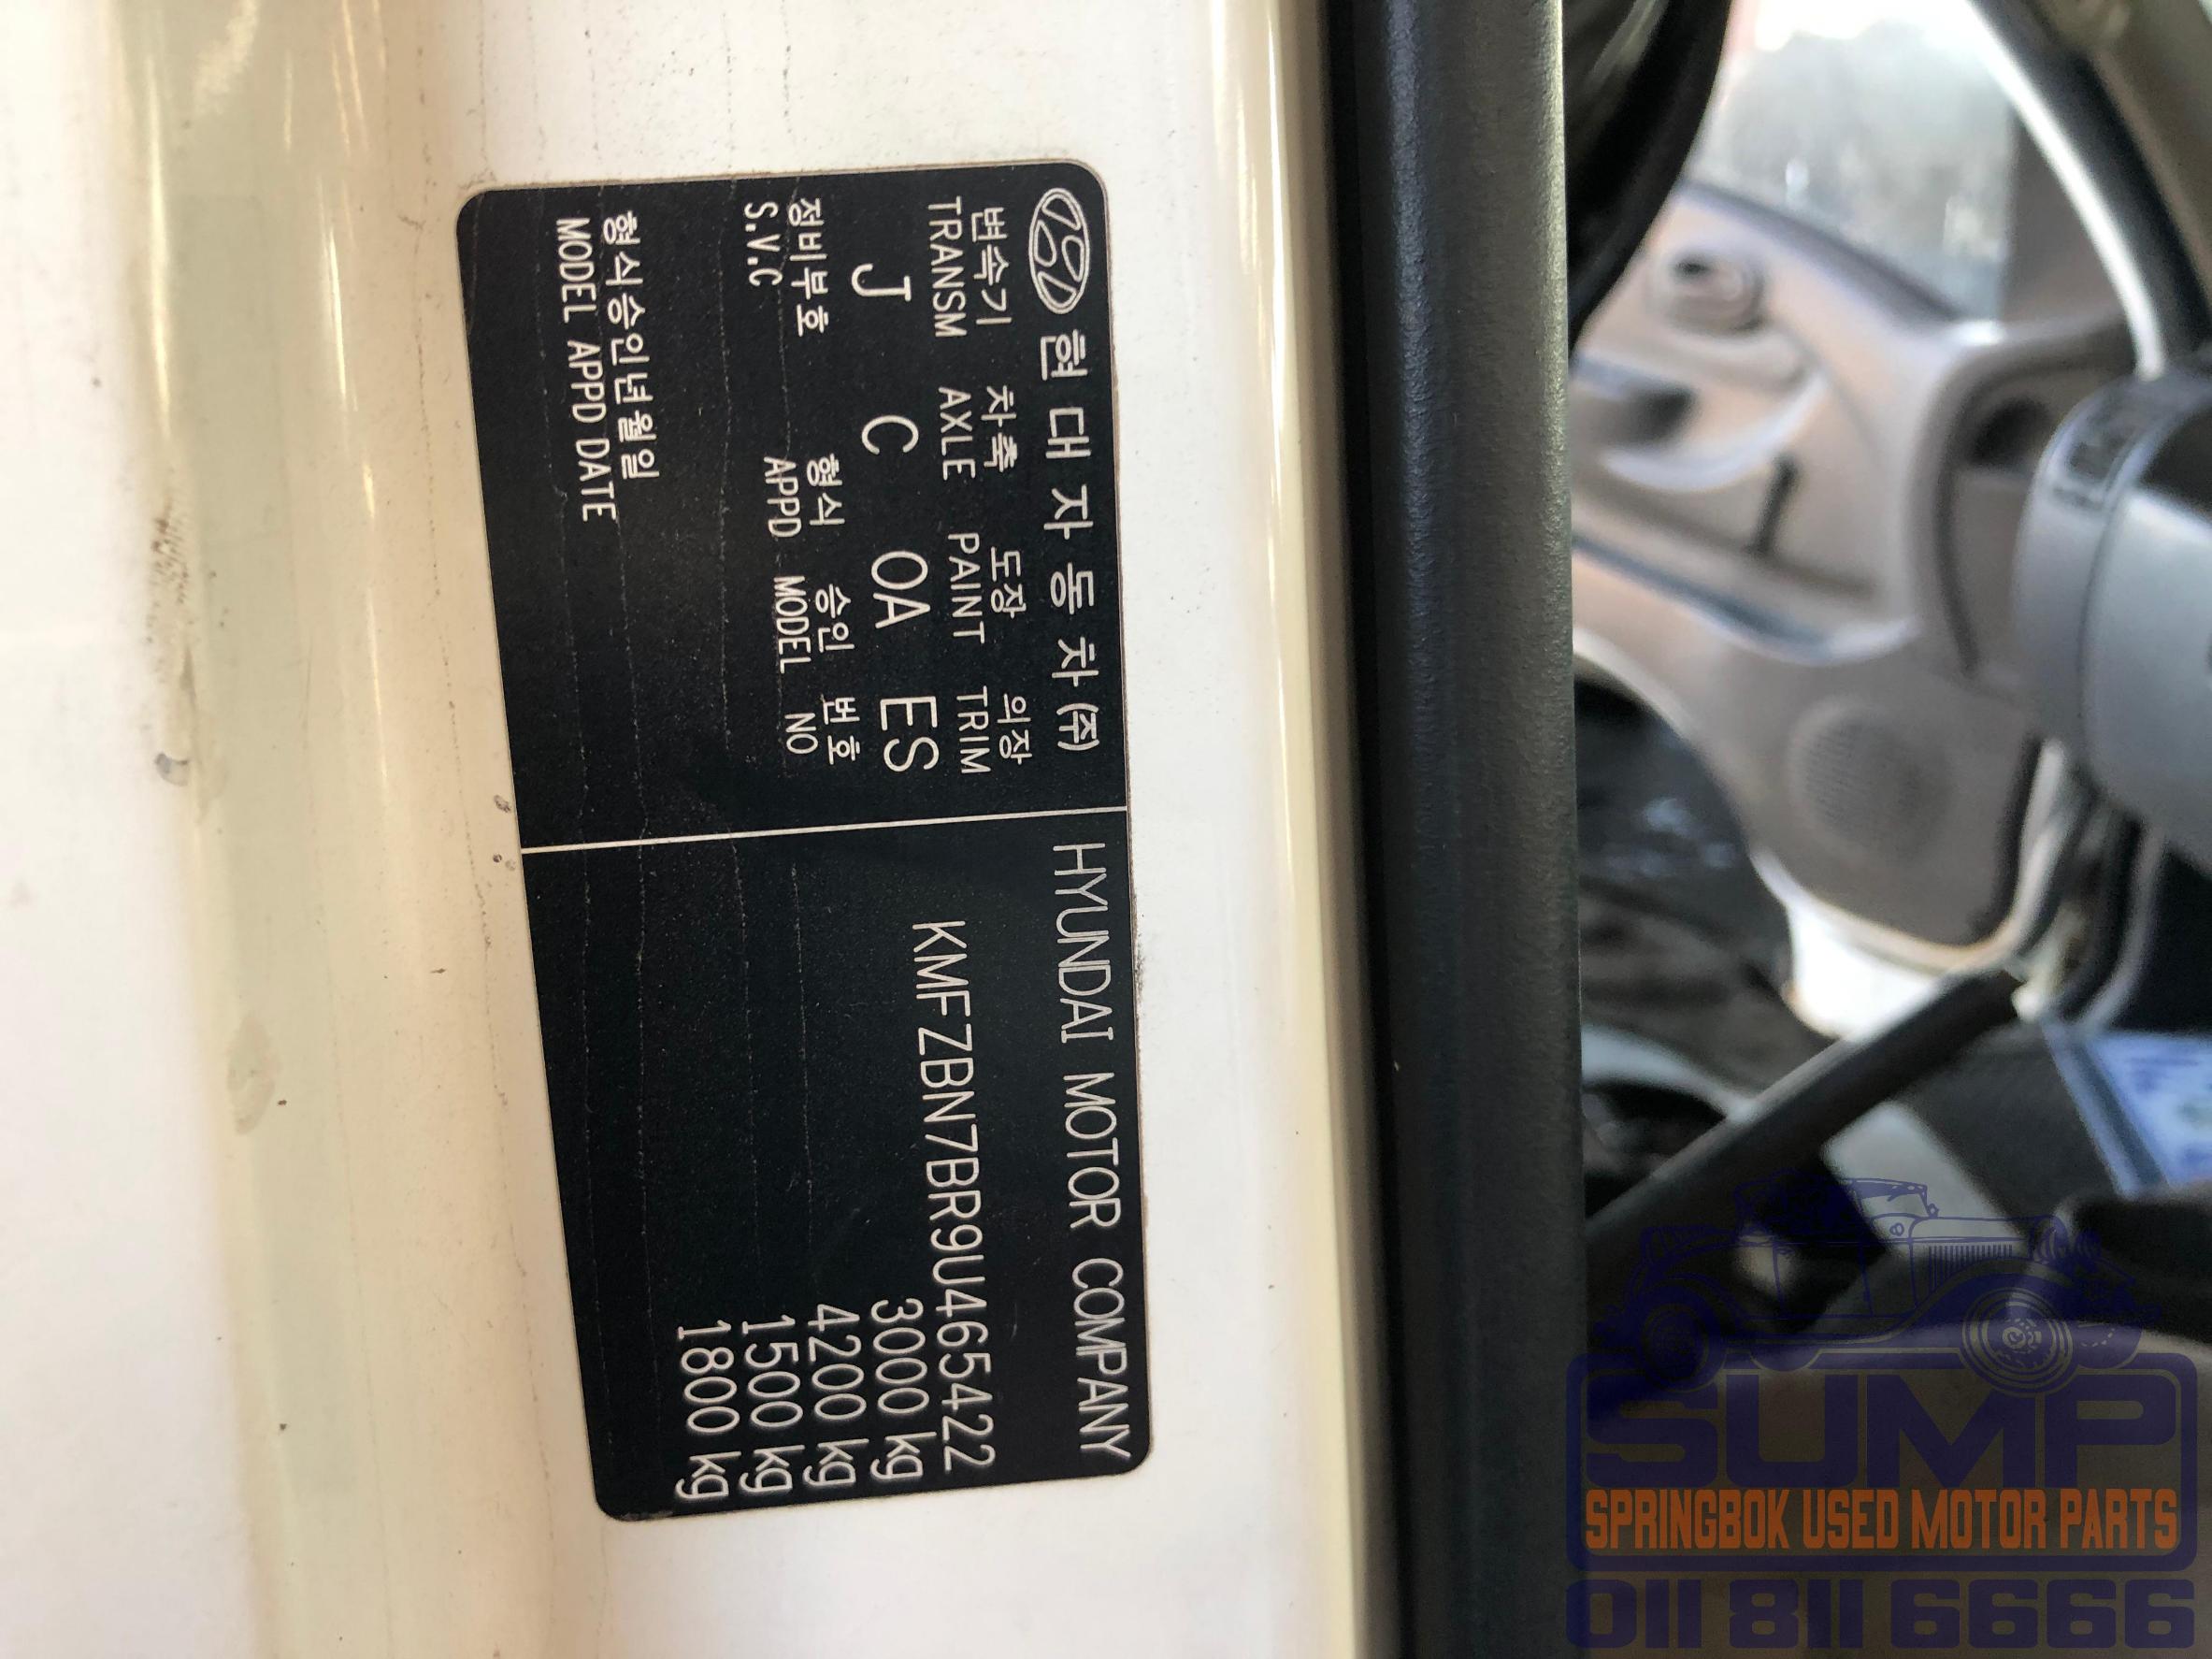 현대자동차(주)
변속기 차축 도장 의장
TRANSM AXLE PAINT TRIM
J C OA ES
정비부호 형식 승인 번호
S.V.C APPD MODEL NO
형식승인년월일
MODEL APPD DATE
HYUNDAI MOTOR COMPANY
KMFZBN7BR9U465422
3000 kg
4200 kg
1500 kg
1800 kg
SUMP
SPRINGBOK USED MOTOR PARTS
011 811 6666